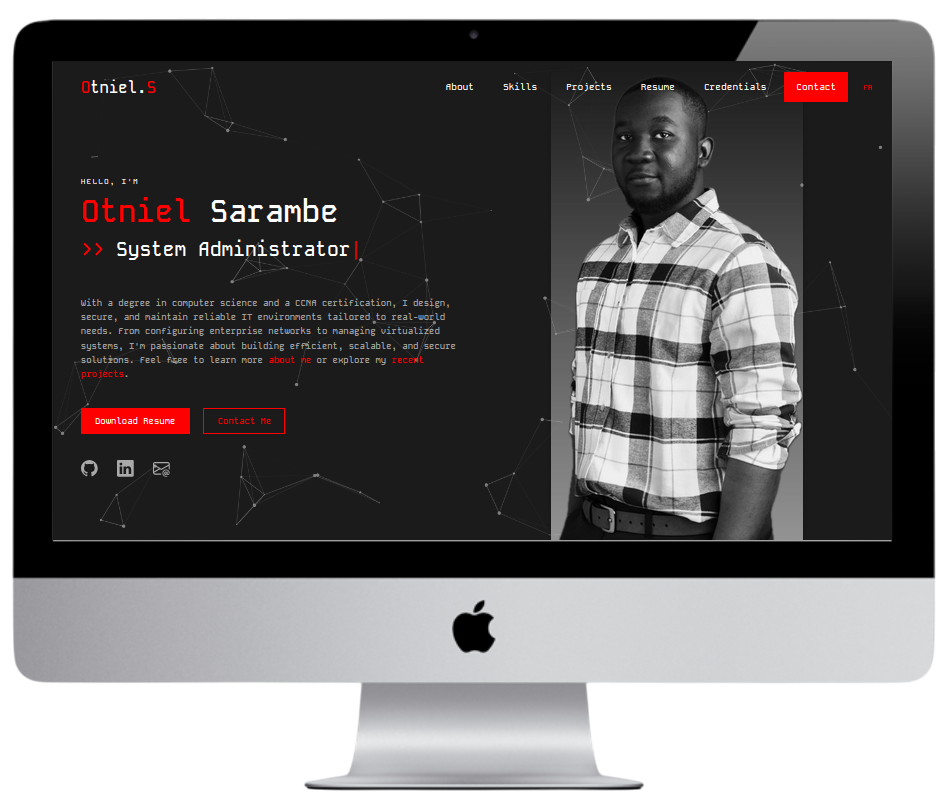 Otniel.S
About Skills Projects Resume Credentials Contact FR
HELLO, I'M
Otniel Sarambe
>> System Administrator|
With a degree in computer science and a CCNA certification, I design,
secure, and maintain reliable IT environments tailored to real-world
needs. From configuring enterprise networks to managing virtualized
systems, I'm passionate about building efficient, scalable, and secure
solutions. Feel free to learn more about me or explore my recent
projects.
Download Resume Contact Me
in